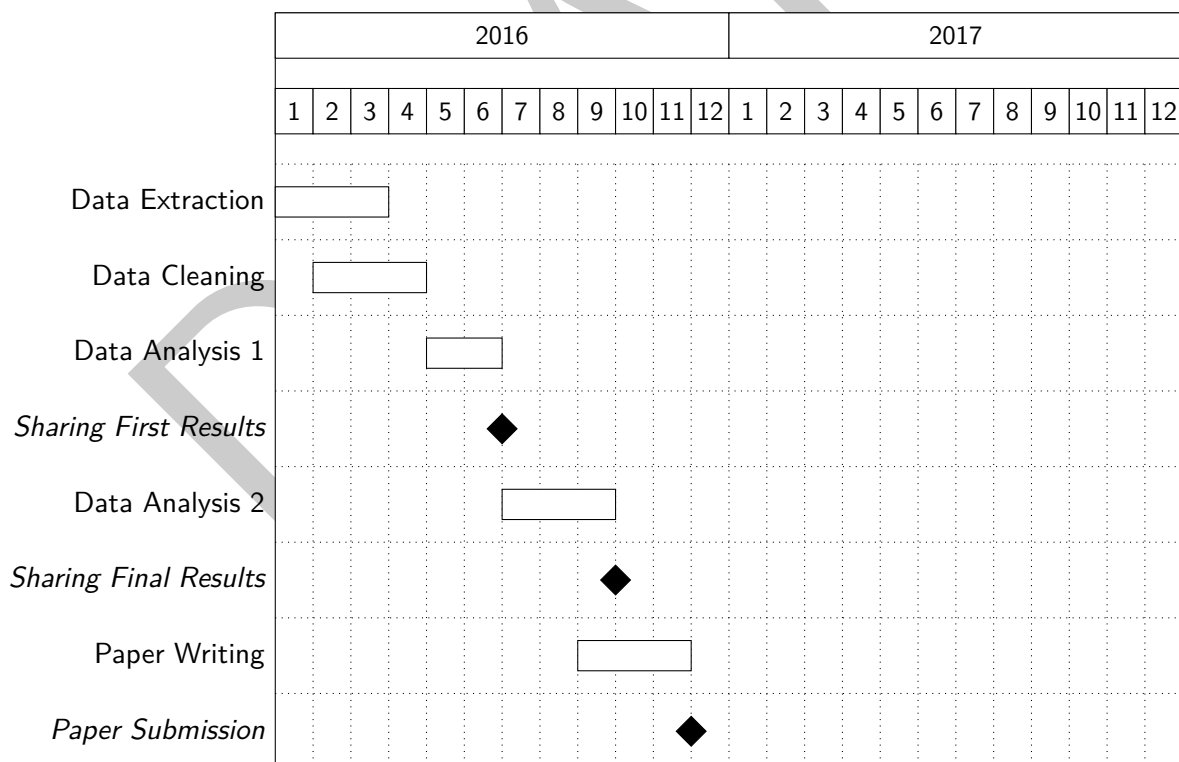 2016 2017
1 2 3 4 5 6 7 8 9 10 11 12 1 2 3 4 5 6 7 8 9 10 11 12
Data Extraction
Data Cleaning
Data Analysis 1
Sharing First Results
Data Analysis 2
Sharing Final Results
Paper Writing
Paper Submission